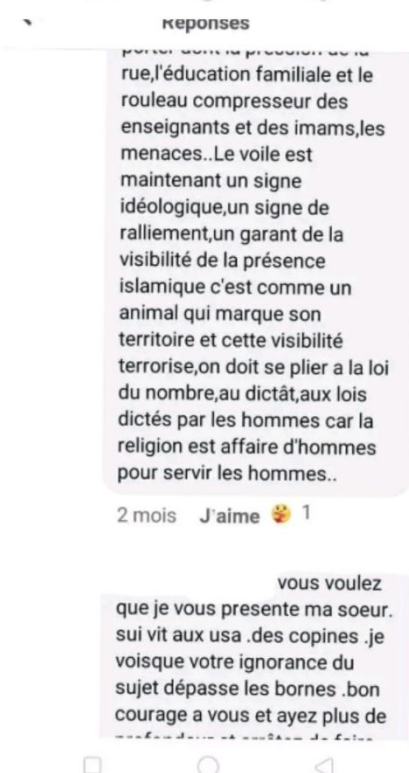 Réponses
rue,l'éducation familiale et le
rouleau compresseur des
enseignants et des imams,les
menaces..Le voile est
maintenant un signe
idéologique,un signe de
ralliement,un garant de la
visibilité de la présence
islamique c'est comme un
animal qui marque son
territoire et cette visibilité
terrorise,on doit se plier a la loi
du nombre,au dictât,aux lois
dictés par les hommes car la
religion est affaire d'hommes
pour servir les hommes..
2 mois J'aime 1
vous voulez
que je vous presente ma soeur.
sui vit aux usa .des copines .je
voisque votre ignorance du
sujet dépasse les bornes .bon
courage a vous et ayez plus de